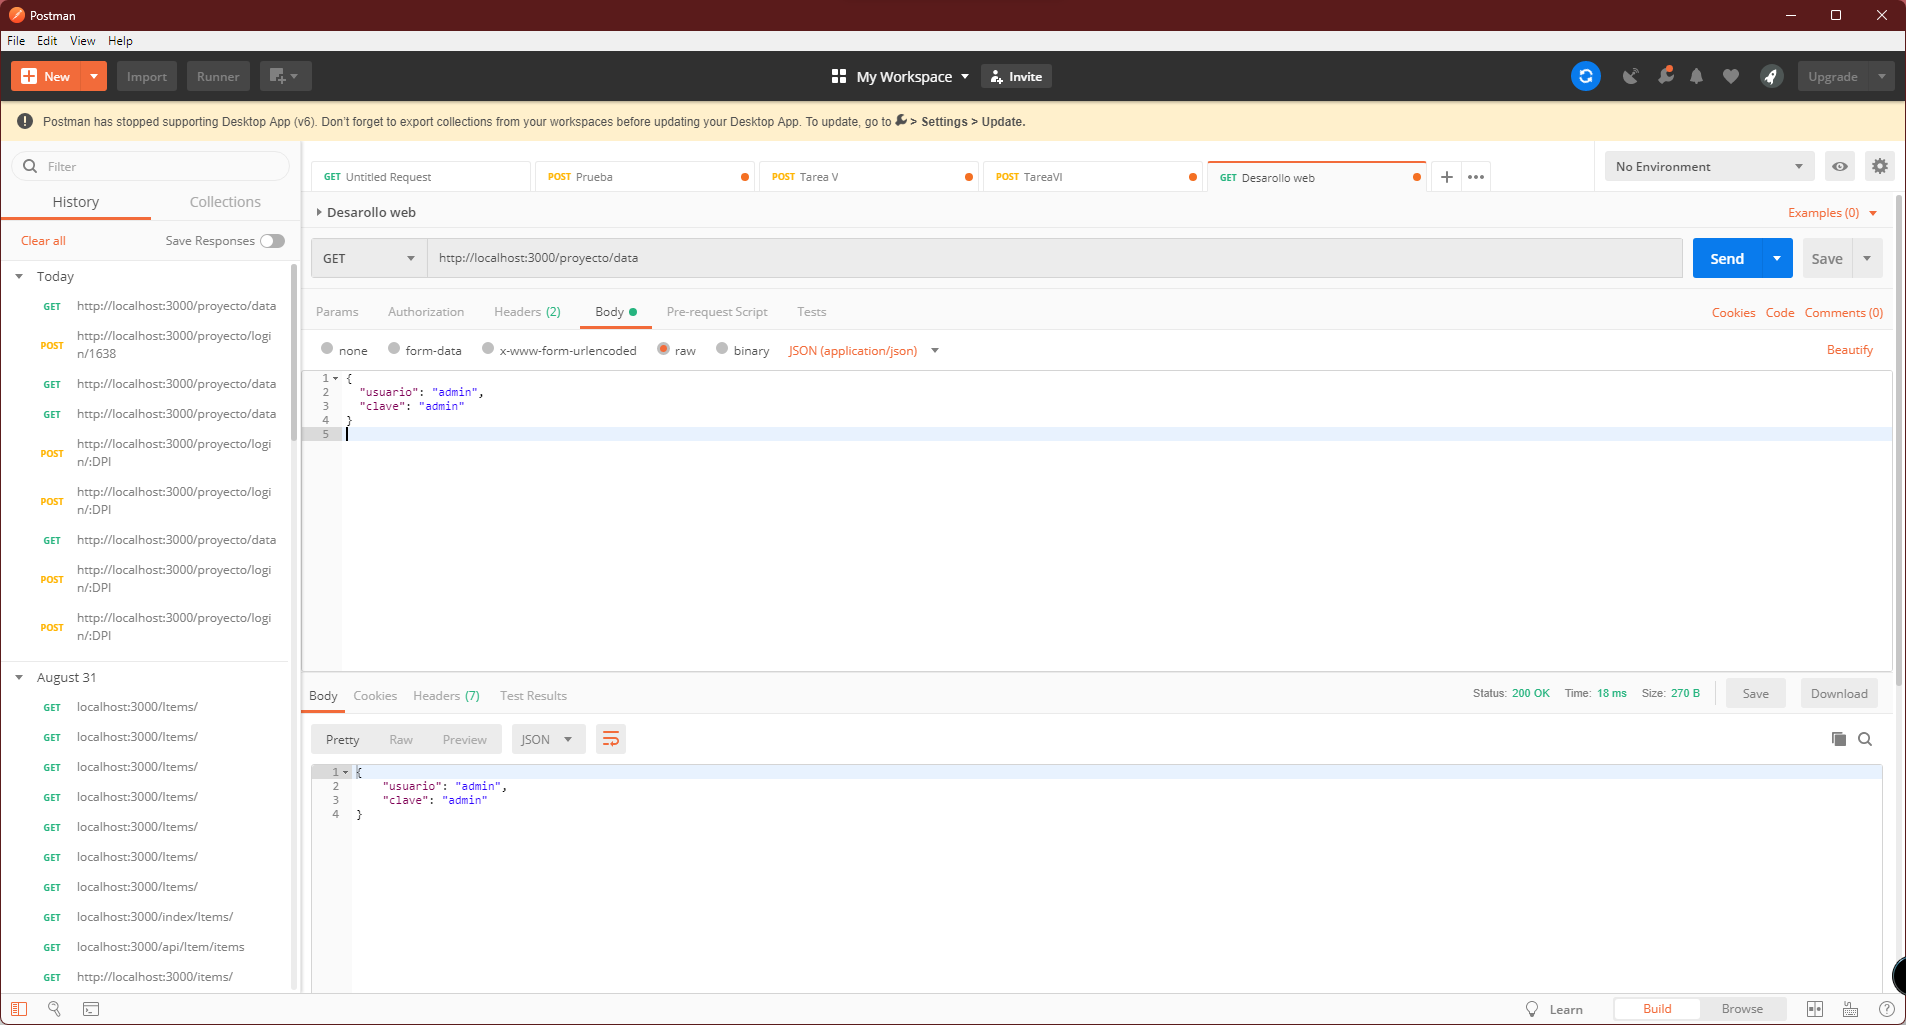 Postman
File Edit View Help
New Import Runner My Workspace Invite Upgrade
Postman has stopped supporting Desktop App (v6). Don't forget to export collections from your workspaces before updating your Desktop App. To update, go to > Settings > Update.
Filter
History Collections
Clear all Save Responses
Today
GET http://localhost:3000/proyecto/data
POST http://localhost:3000/proyecto/logi
n/1638
GET http://localhost:3000/proyecto/data
GET http://localhost:3000/proyecto/data
POST http://localhost:3000/proyecto/logi
n/:DPI
POST http://localhost:3000/proyecto/logi
n/:DPI
GET http://localhost:3000/proyecto/data
POST http://localhost:3000/proyecto/logi
n/:DPI
POST http://localhost:3000/proyecto/logi
n/:DPI
August 31
GET localhost:3000/Items/
GET localhost:3000/Items/
GET localhost:3000/Items/
GET localhost:3000/Items/
GET localhost:3000/Items/
GET localhost:3000/Items/
GET localhost:3000/Items/
GET localhost:3000/index/Items/
GET localhost:3000/api/Item/items
GET http://localhost:3000/items/
GET Untitled Request POST Prueba POST Tarea V POST TareaVI GET Desarollo web + ••• No Environment
Desarollo web Examples (0)
GET http://localhost:3000/proyecto/data Send Save
Params Authorization Headers (2) Body Pre-request Script Tests Cookies Code Comments (0)
none form-data x-www-form-urlencoded raw binary JSON (application/json) Beautify
1 {
2 "usuario": "admin",
3 "clave": "admin"
4 }
5
Body Cookies Headers (7) Test Results Status: 200 OK Time: 18 ms Size: 270 B Save Download
Pretty Raw Preview JSON
1 {
2 "usuario": "admin",
3 "clave": "admin"
4 }
Learn Build Browse